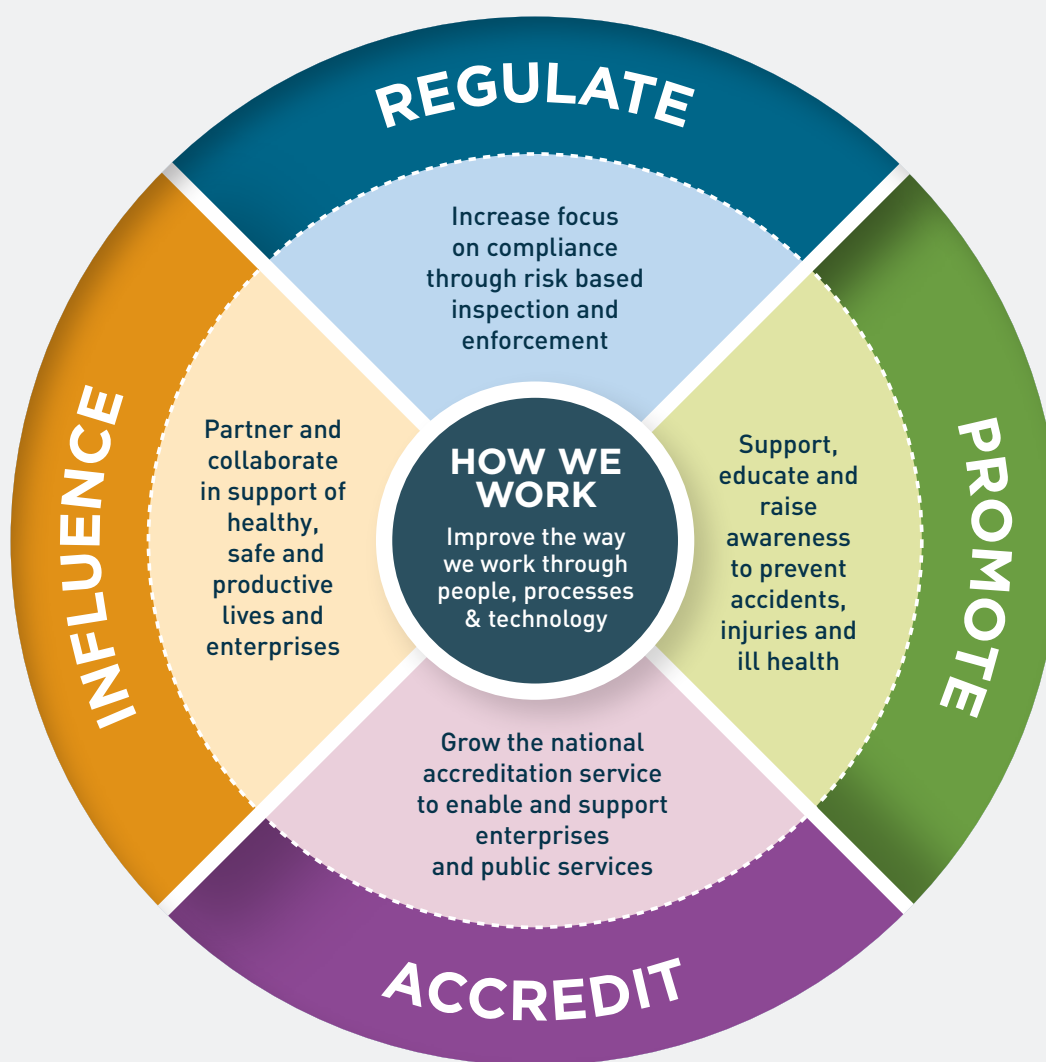 REGULATE
Increase focus
on compliance
through risk based
inspection and
enforcement
INFLUENCE
Partner and
collaborate
in support of
healthy,
safe and
productive
lives and
enterprises
HOW WE
WORK
Improve the way
we work through
people, processes
& technology
PROMOTE
Support,
educate and
raise
awareness
to prevent
accidents,
injuries and
ill health
Grow the national
accreditation service
to enable and support
enterprises
and public services
ACCREDIT